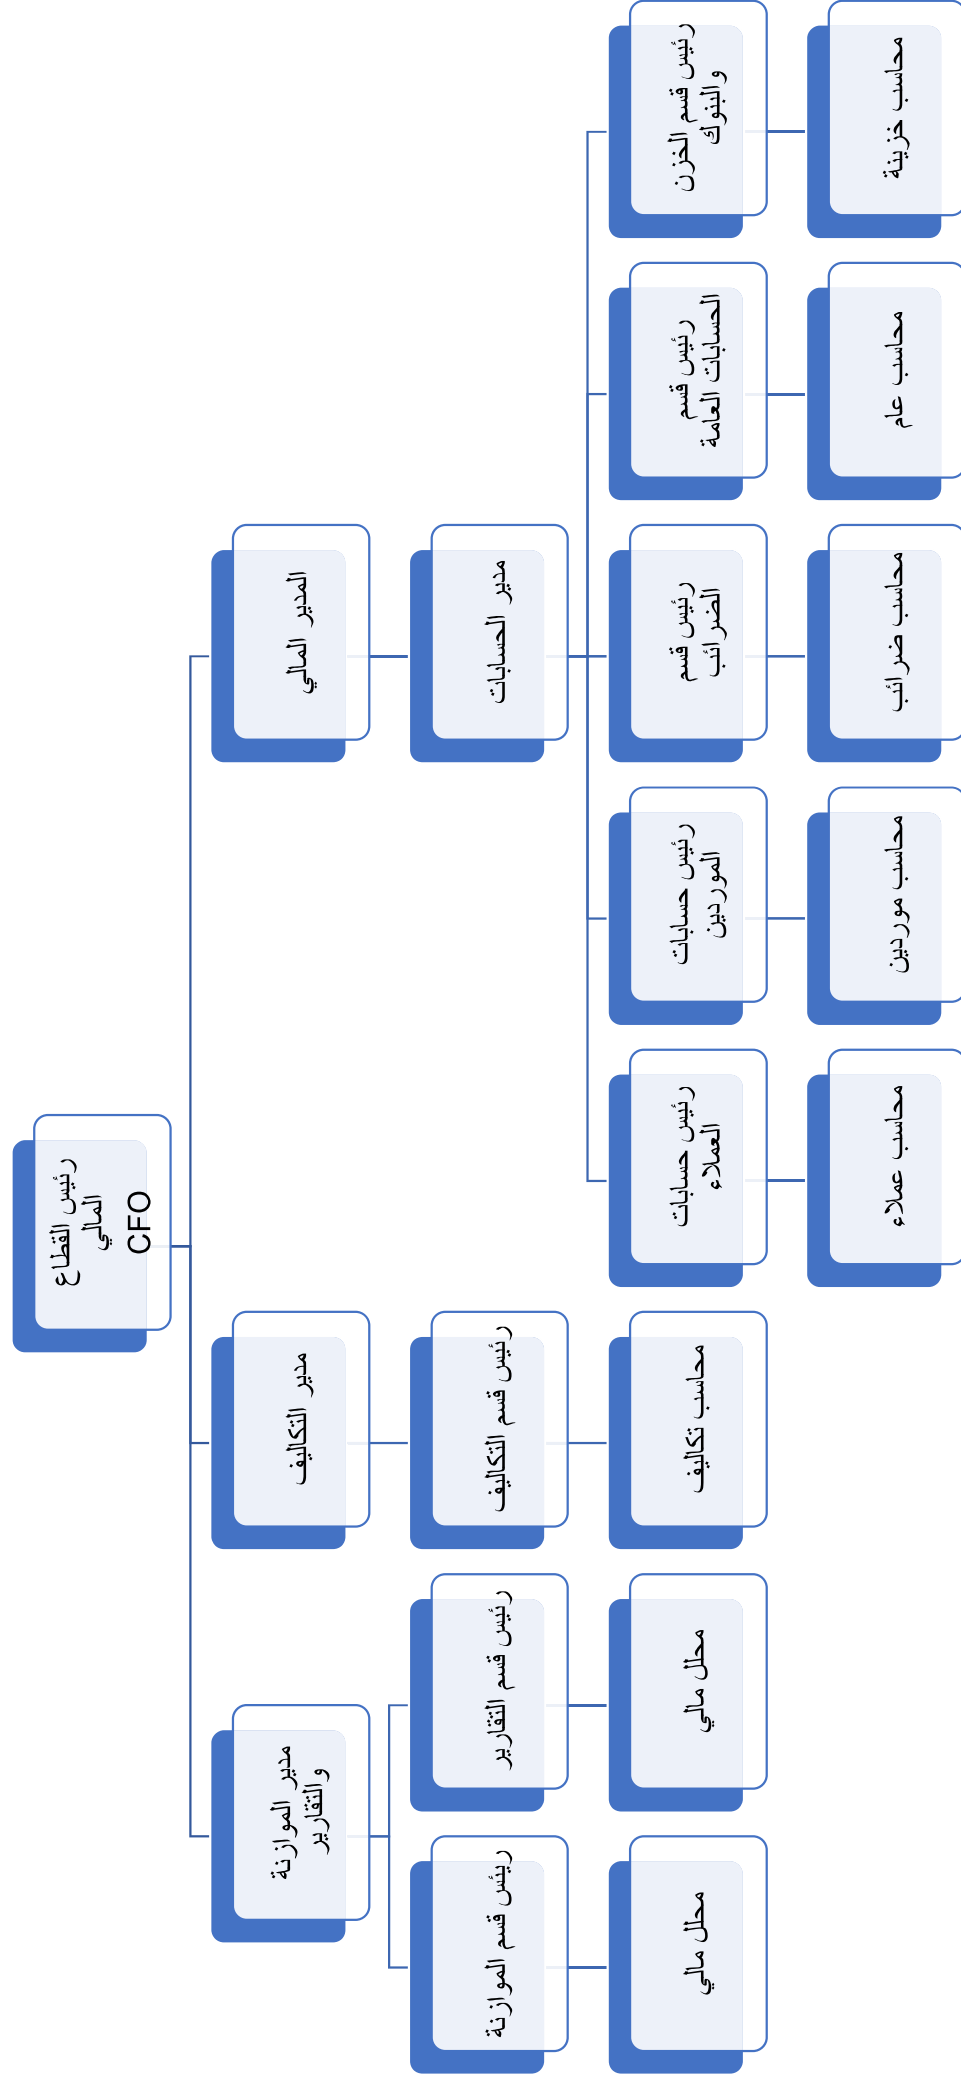 رئيس القطاع
المالي
CFO
المدير المالي
مدير التكاليف
مدير الموازنة
والتقارير
مدير الحسابات
رئيس قسم التكاليف
رئيس قسم التقارير
ريئس قسم الموازنة
رئيس قسم الخزن
والبنوك
رئيس قسم
الحسابات العامة
رئيس قسم
الضرائب
رئيس حسابات
الموردين
رئيس حسابات
العملاء
محاسب تكاليف
محلل مالي
محلل مالي
محاسب خزينة
محاسب عام
محاسب ضرائب
محاسب موردين
محاسب عملاء